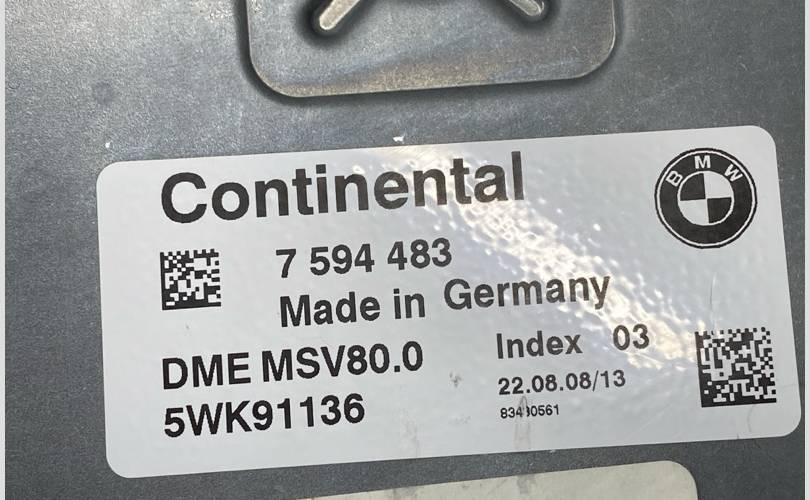 Continental
BMW
7 594 483
Made in Germany
DME MSV80.0
Index 03
5WK91136
22.08.08/13